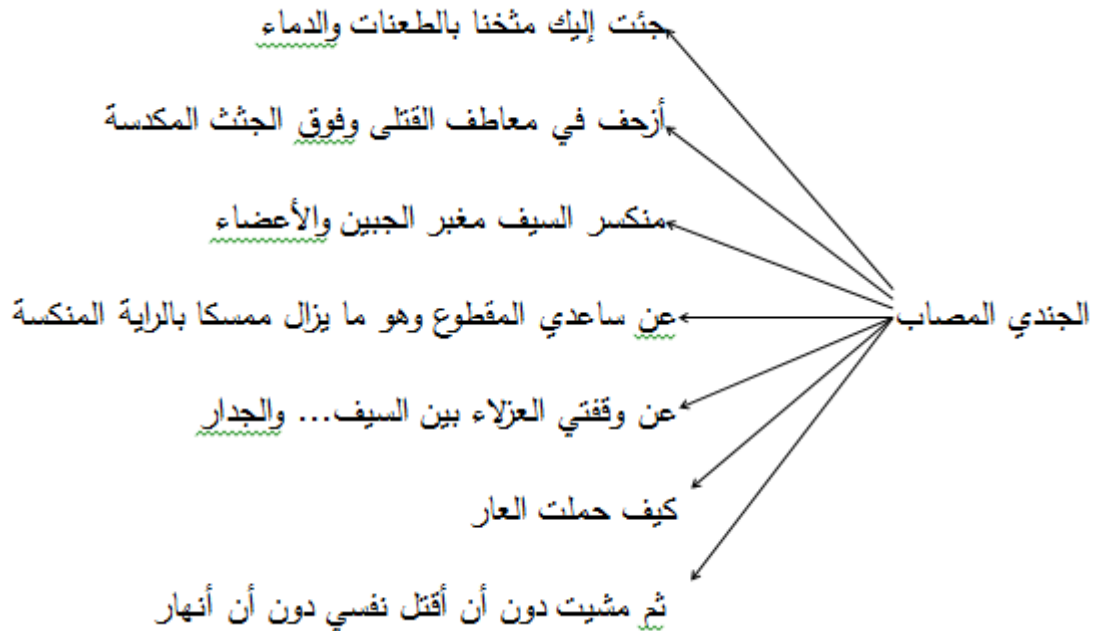 جئت إليك مثخنا بالطعنات والدماء
أزحف في معاطف القتلى وفوق الجثث المكدسة
منكسر السيف مغبر الجبين والأعضاء
الجندي المصاب
عن ساعدي المقطوع وهو ما يزال ممسكا بالراية المنكسة
عن وقفتي العزلاء بين السيف... والجدار
كيف حملت العار
ثم مشيت دون أن أقتل نفسي دون أن أنهار